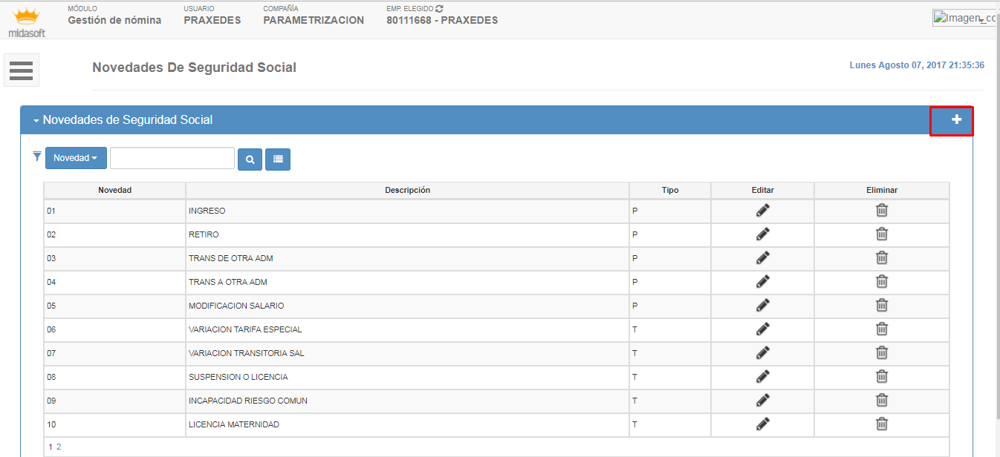 MÓDULO USUARIO COMPAÑÍA EMP. ELEGIDO
Gestión de nómina PRAXEDES PARAMETRIZACION 80111668 - PRAXEDES
midasoft
Imagen_co
Novedades De Seguridad Social
Lunes Agosto 07, 2017 21:35:36
Novedades de Seguridad Social
Novedad
Novedad Descripción Tipo Editar Eliminar
01 INGRESO P
02 RETIRO P
03 TRANS DE OTRA ADM P
04 TRANS A OTRA ADM P
05 MODIFICACION SALARIO P
06 VARIACION TARIFA ESPECIAL T
07 VARIACION TRANSITORIA SAL T
08 SUSPENSION O LICENCIA T
09 INCAPACIDAD RIESGO COMUN T
10 LICENCIA MATERNIDAD T
1 2